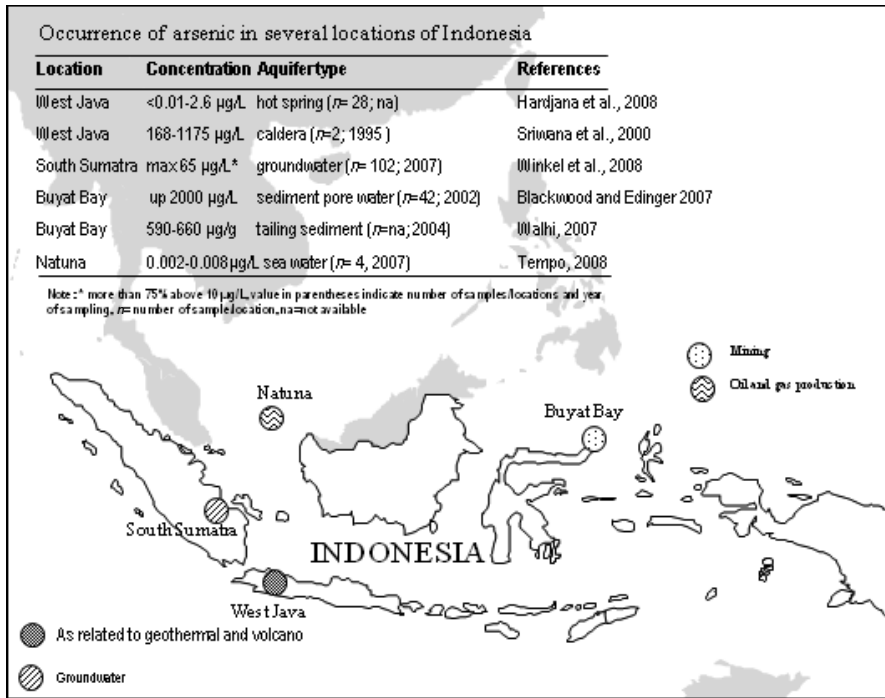 Occurrence of arsenic in several locations of Indonesia
Location Concentration Aquifer type References
West Java <0.01-2.6 µg/L hot spring (n= 28; na) Hardjana et al., 2008
West Java 168-1175 µg/L caldera (n=2; 1995 ) Sriwana et al., 2000
South Sumatra max 65 µg/L* groundwater (n= 102; 2007) Winkel et al., 2008
Buyat Bay up 2000 µg/L sediment pore water (n=42; 2002) Blackwood and Edinger 2007
Buyat Bay 590-660 µg/g tailing sediment (n=na; 2004) Walhi, 2007
Natuna 0.002-0.008 µg/L sea water (n= 4, 2007) Tempo, 2008
Note : * more than 75% above 10 µg/L, value in parentheses indicate number of samples/locations and year
of sampling, n= number of sample/location, na=not available
Mining
Oil and gas production
Natuna
Buyat Bay
South Sumatra
INDONESIA
West Java
As related to geothermal and volcano
Groundwater